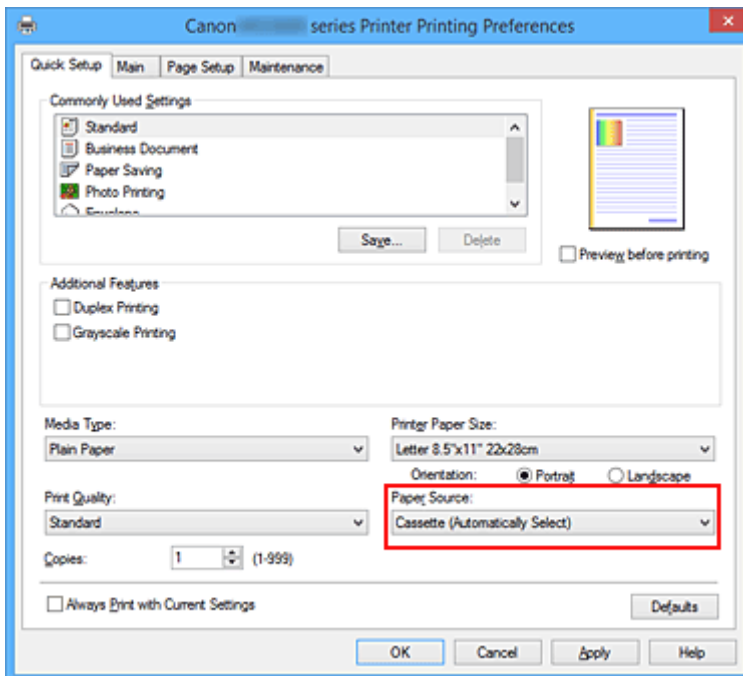 Canon series Printer Printing Preferences
Quick Setup Main Page Setup Maintenance
Commonly Used Settings
Standard
Business Document
Paper Saving
Photo Printing
Envelope
Save... Delete
Preview before printing
Additional Features
Duplex Printing
Grayscale Printing
Media Type:
Plain Paper
Printer Paper Size:
Letter 8.5"x11" 22x28cm
Orientation: Portrait Landscape
Print Quality:
Standard
Paper Source:
Cassette (Automatically Select)
Copies: 1 (1-999)
Always Print with Current Settings
Defaults
OK Cancel Apply Help